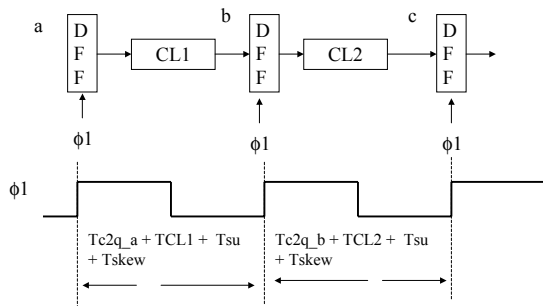 a
b
c
D
F
F
CL1
D
F
F
CL2
D
F
F
ϕ1
ϕ1
ϕ1
ϕ1
Tc2q_a + TCL1 + Tsu
+ Tskew
Tc2q_b + TCL2 + Tsu
+ Tskew